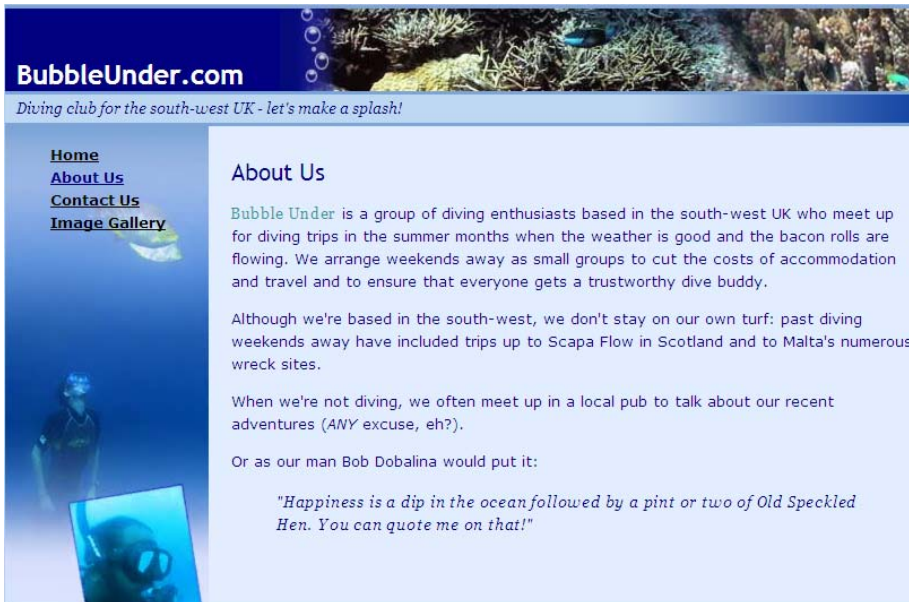 BubbleUnder.com
Diving club for the south-west UK - let's make a splash!
Home
About Us
Contact Us
Image Gallery
About Us
Bubble Under is a group of diving enthusiasts based in the south-west UK who meet up
for diving trips in the summer months when the weather is good and the bacon rolls are
flowing. We arrange weekends away as small groups to cut the costs of accommodation
and travel and to ensure that everyone gets a trustworthy dive buddy.
Although we're based in the south-west, we don't stay on our own turf: past diving
weekends away have included trips up to Scapa Flow in Scotland and to Malta's numerous
wreck sites.
When we're not diving, we often meet up in a local pub to talk about our recent
adventures (ANY excuse, eh?).
Or as our man Bob Dobalina would put it:
"Happiness is a dip in the ocean followed by a pint or two of Old Speckled
Hen. You can quote me on that!"